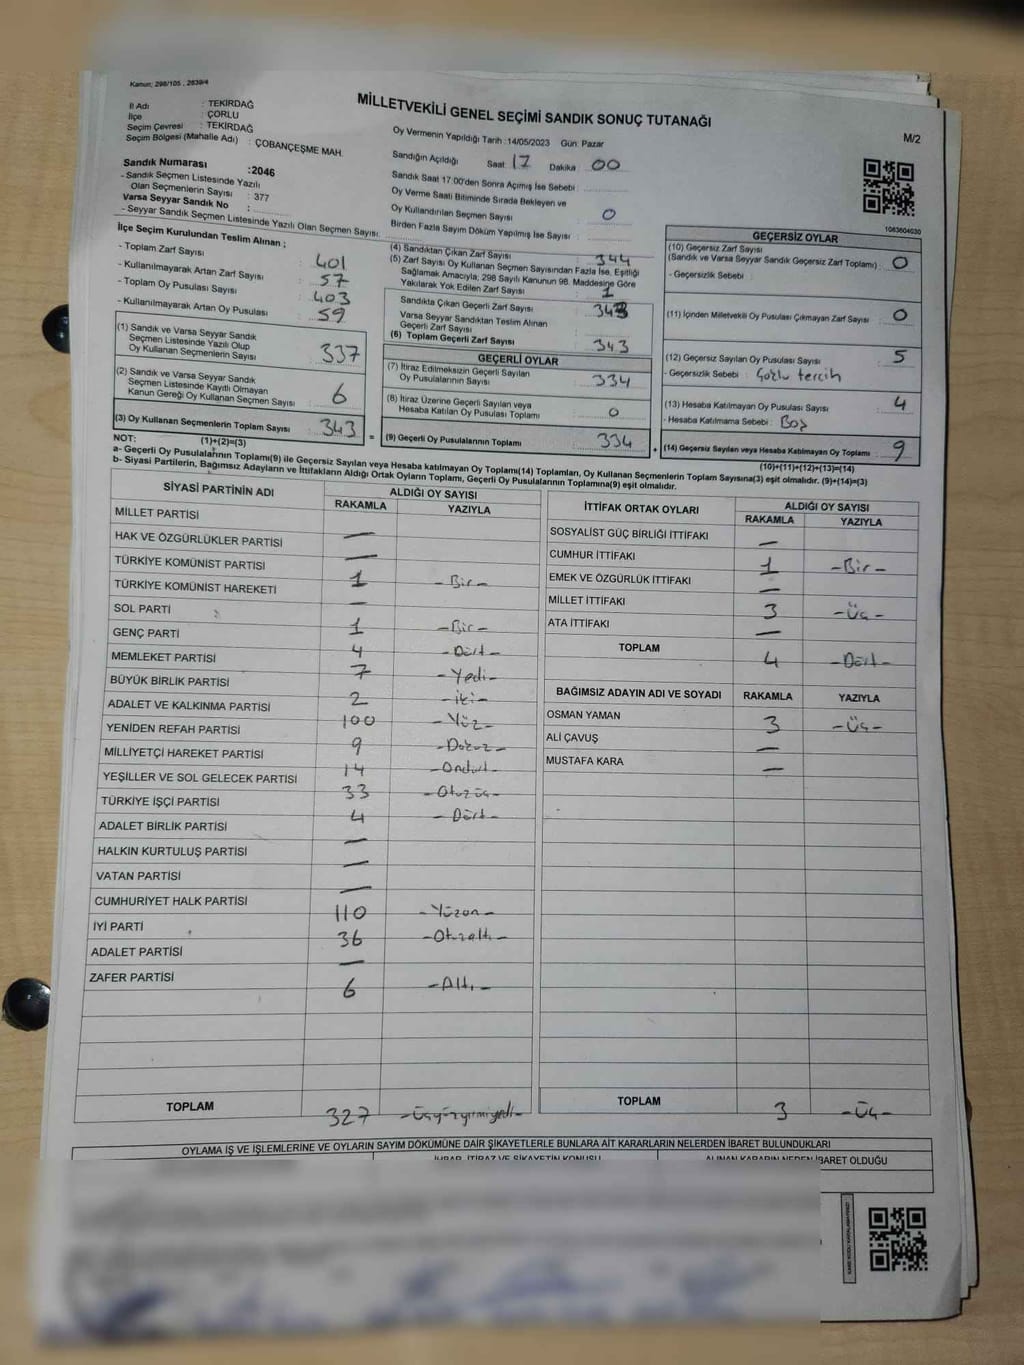 Kanun: 298/105 , 2839/4
MİLLETVEKİLİ GENEL SEÇİMİ SANDIK SONUÇ TUTANAĞI
M/2
İl Adı : TEKİRDAĞ
İlçe : ÇORLU
Seçim Çevresi : TEKİRDAĞ
Seçim Bölgesi (Mahalle Adı) : ÇOBANÇEŞME MAH.
Sandık Numarası :2046
- Sandık Seçmen Listesinde Yazılı
Olan Seçmenlerin Sayısı : 377
Varsa Seyyar Sandık No :
- Seyyar Sandık Seçmen Listesinde Yazılı Olan Seçmen Sayısı:
Oy Vermenin Yapıldığı Tarih :14/05/2023 Gün: Pazar
Sandığın Açıldığı Saat 17 Dakika 00
Sandık Saat 17:00'den Sonra Açımış İse Sebebi :
Oy Verme Saati Bitiminde Sırada Bekleyen ve
Oy Kullandırılan Seçmen Sayısı : 0
Birden Fazla Sayım Döküm Yapılmış İse Sayısı :
1083604030
İlçe Seçim Kurulundan Teslim Alınan ;
- Toplam Zarf Sayısı : 401
- Kullanılmayarak Artan Zarf Sayısı : 57
- Toplam Oy Pusulası Sayısı : 403
- Kullanılmayarak Artan Oy Pusulası : 59
(1) Sandık ve Varsa Seyyar Sandık
Seçmen Listesinde Yazılı Olup
Oy Kullanan Seçmenlerin Sayısı : 337
(2) Sandık ve Varsa Seyyar Sandık
Seçmen Listesinde Kayıtlı Olmayan
Kanun Gereği Oy Kullanan Seçmen Sayısı : 6
(3) Oy Kullanan Seçmenlerin Toplam Sayısı : 343
(4) Sandıktan Çıkan Zarf Sayısı : 344
(5) Zarf Sayısı Oy Kullanan Seçmen Sayısından Fazla İse, Eşitliği
Sağlamak Amacıyla, 298 Sayılı Kanunun 98. Maddesine Göre
Yakılarak Yok Edilen Zarf Sayısı : 1
Sandıkta Çıkan Geçerli Zarf Sayısı : 343
Varsa Seyyar Sandıktan Teslim Alınan
Geçerli Zarf Sayısı :
(6) Toplam Geçerli Zarf Sayısı : 343
GEÇERLİ OYLAR
(7) İtiraz Edilmeksizin Geçerli Sayılan
Oy Pusulalarının Sayısı : 334
(8) İtiraz Üzerine Geçerli Sayılan veya
Hesaba Katılan Oy Pusulası Toplamı : 0
= (9) Geçerli Oy Pusulalarının Toplamı : 334 +
GEÇERSİZ OYLAR
(10) Geçersiz Zarf Sayısı
(Sandık ve Varsa Seyyar Sandık Geçersiz Zarf Toplamı) : 0
- Geçersizlik Sebebi :
(11) İçinden Milletvekili Oy Pusulası Çıkmayan Zarf Sayısı : 0
(12) Geçersiz Sayılan Oy Pusulası Sayısı : 5
- Geçersizlik Sebebi : Çoklu tercih
(13) Hesaba Katılmayan Oy Pusulası Sayısı : 4
- Hesaba Katılmama Sebebi : Boş
(14) Geçersiz Sayılan veya Hesaba Katılmayan Oy Toplamı : 9
NOT: (1)+(2)=(3)
(10)+(11)+(12)+(13)=(14)
a- Geçerli Oy Pusulalarının Toplamı(9) ile Geçersiz Sayılan veya Hesaba katılmayan Oy Toplamı(14) Toplamları, Oy Kullanan Seçmenlerin Toplam Sayısına(3) eşit olmalıdır. (9)+(14)=(3)
b- Siyasi Partilerin, Bağımsız Adayların ve İttifakların Aldığı Ortak Oyların Toplamı, Geçerli Oy Pusulalarının Toplamına(9) eşit olmalıdır.
SİYASİ PARTİNİN ADI ALDIĞI OY SAYISI
RAKAMLA YAZIYLA
MİLLET PARTİSİ —
HAK VE ÖZGÜRLÜKLER PARTİSİ —
TÜRKİYE KOMÜNİST PARTİSİ 1 -Bir-
TÜRKİYE KOMÜNİST HAREKETİ —
SOL PARTİ 1 -Bir-
GENÇ PARTİ 4 -Dört-
MEMLEKET PARTİSİ 7 -Yedi-
BÜYÜK BİRLİK PARTİSİ 2 -İki-
ADALET VE KALKINMA PARTİSİ 100 -Yüz-
YENİDEN REFAH PARTİSİ 9 -Dokuz-
MİLLİYETÇİ HAREKET PARTİSİ 14 -Ondört-
YEŞİLLER VE SOL GELECEK PARTİSİ 33 -Otuzüç-
TÜRKİYE İŞÇİ PARTİSİ 4 -Dört-
ADALET BİRLİK PARTİSİ —
HALKIN KURTULUŞ PARTİSİ —
VATAN PARTİSİ —
CUMHURİYET HALK PARTİSİ 110 -Yüzon-
İYİ PARTİ 36 -Otuzaltı-
ADALET PARTİSİ —
ZAFER PARTİSİ 6 -Altı-
TOPLAM 327 -Üçyüzyirmiyedi-
İTTİFAK ORTAK OYLARI ALDIĞI OY SAYISI
RAKAMLA YAZIYLA
SOSYALİST GÜÇ BİRLİĞİ İTTİFAKI —
CUMHUR İTTİFAKI 1 -Bir-
EMEK VE ÖZGÜRLÜK İTTİFAKI —
MİLLET İTTİFAKI 3 -Üç-
ATA İTTİFAKI —
TOPLAM 4 -Dört-
BAĞIMSIZ ADAYIN ADI VE SOYADI RAKAMLA YAZIYLA
OSMAN YAMAN 3 -Üç-
ALİ ÇAVUŞ —
MUSTAFA KARA —
TOPLAM 3 -Üç-
OYLAMA İŞ VE İŞLEMLERİNE VE OYLARIN SAYIM DÖKÜMÜNE DAİR ŞİKAYETLERLE BUNLARA AİT KARARLARIN NELERDEN İBARET BULUNDUKLARI
İHBAR, İTİRAZ VE ŞİKAYETİN KONUSU ALINAN KARARIN NEDEN İBARET OLDUĞU